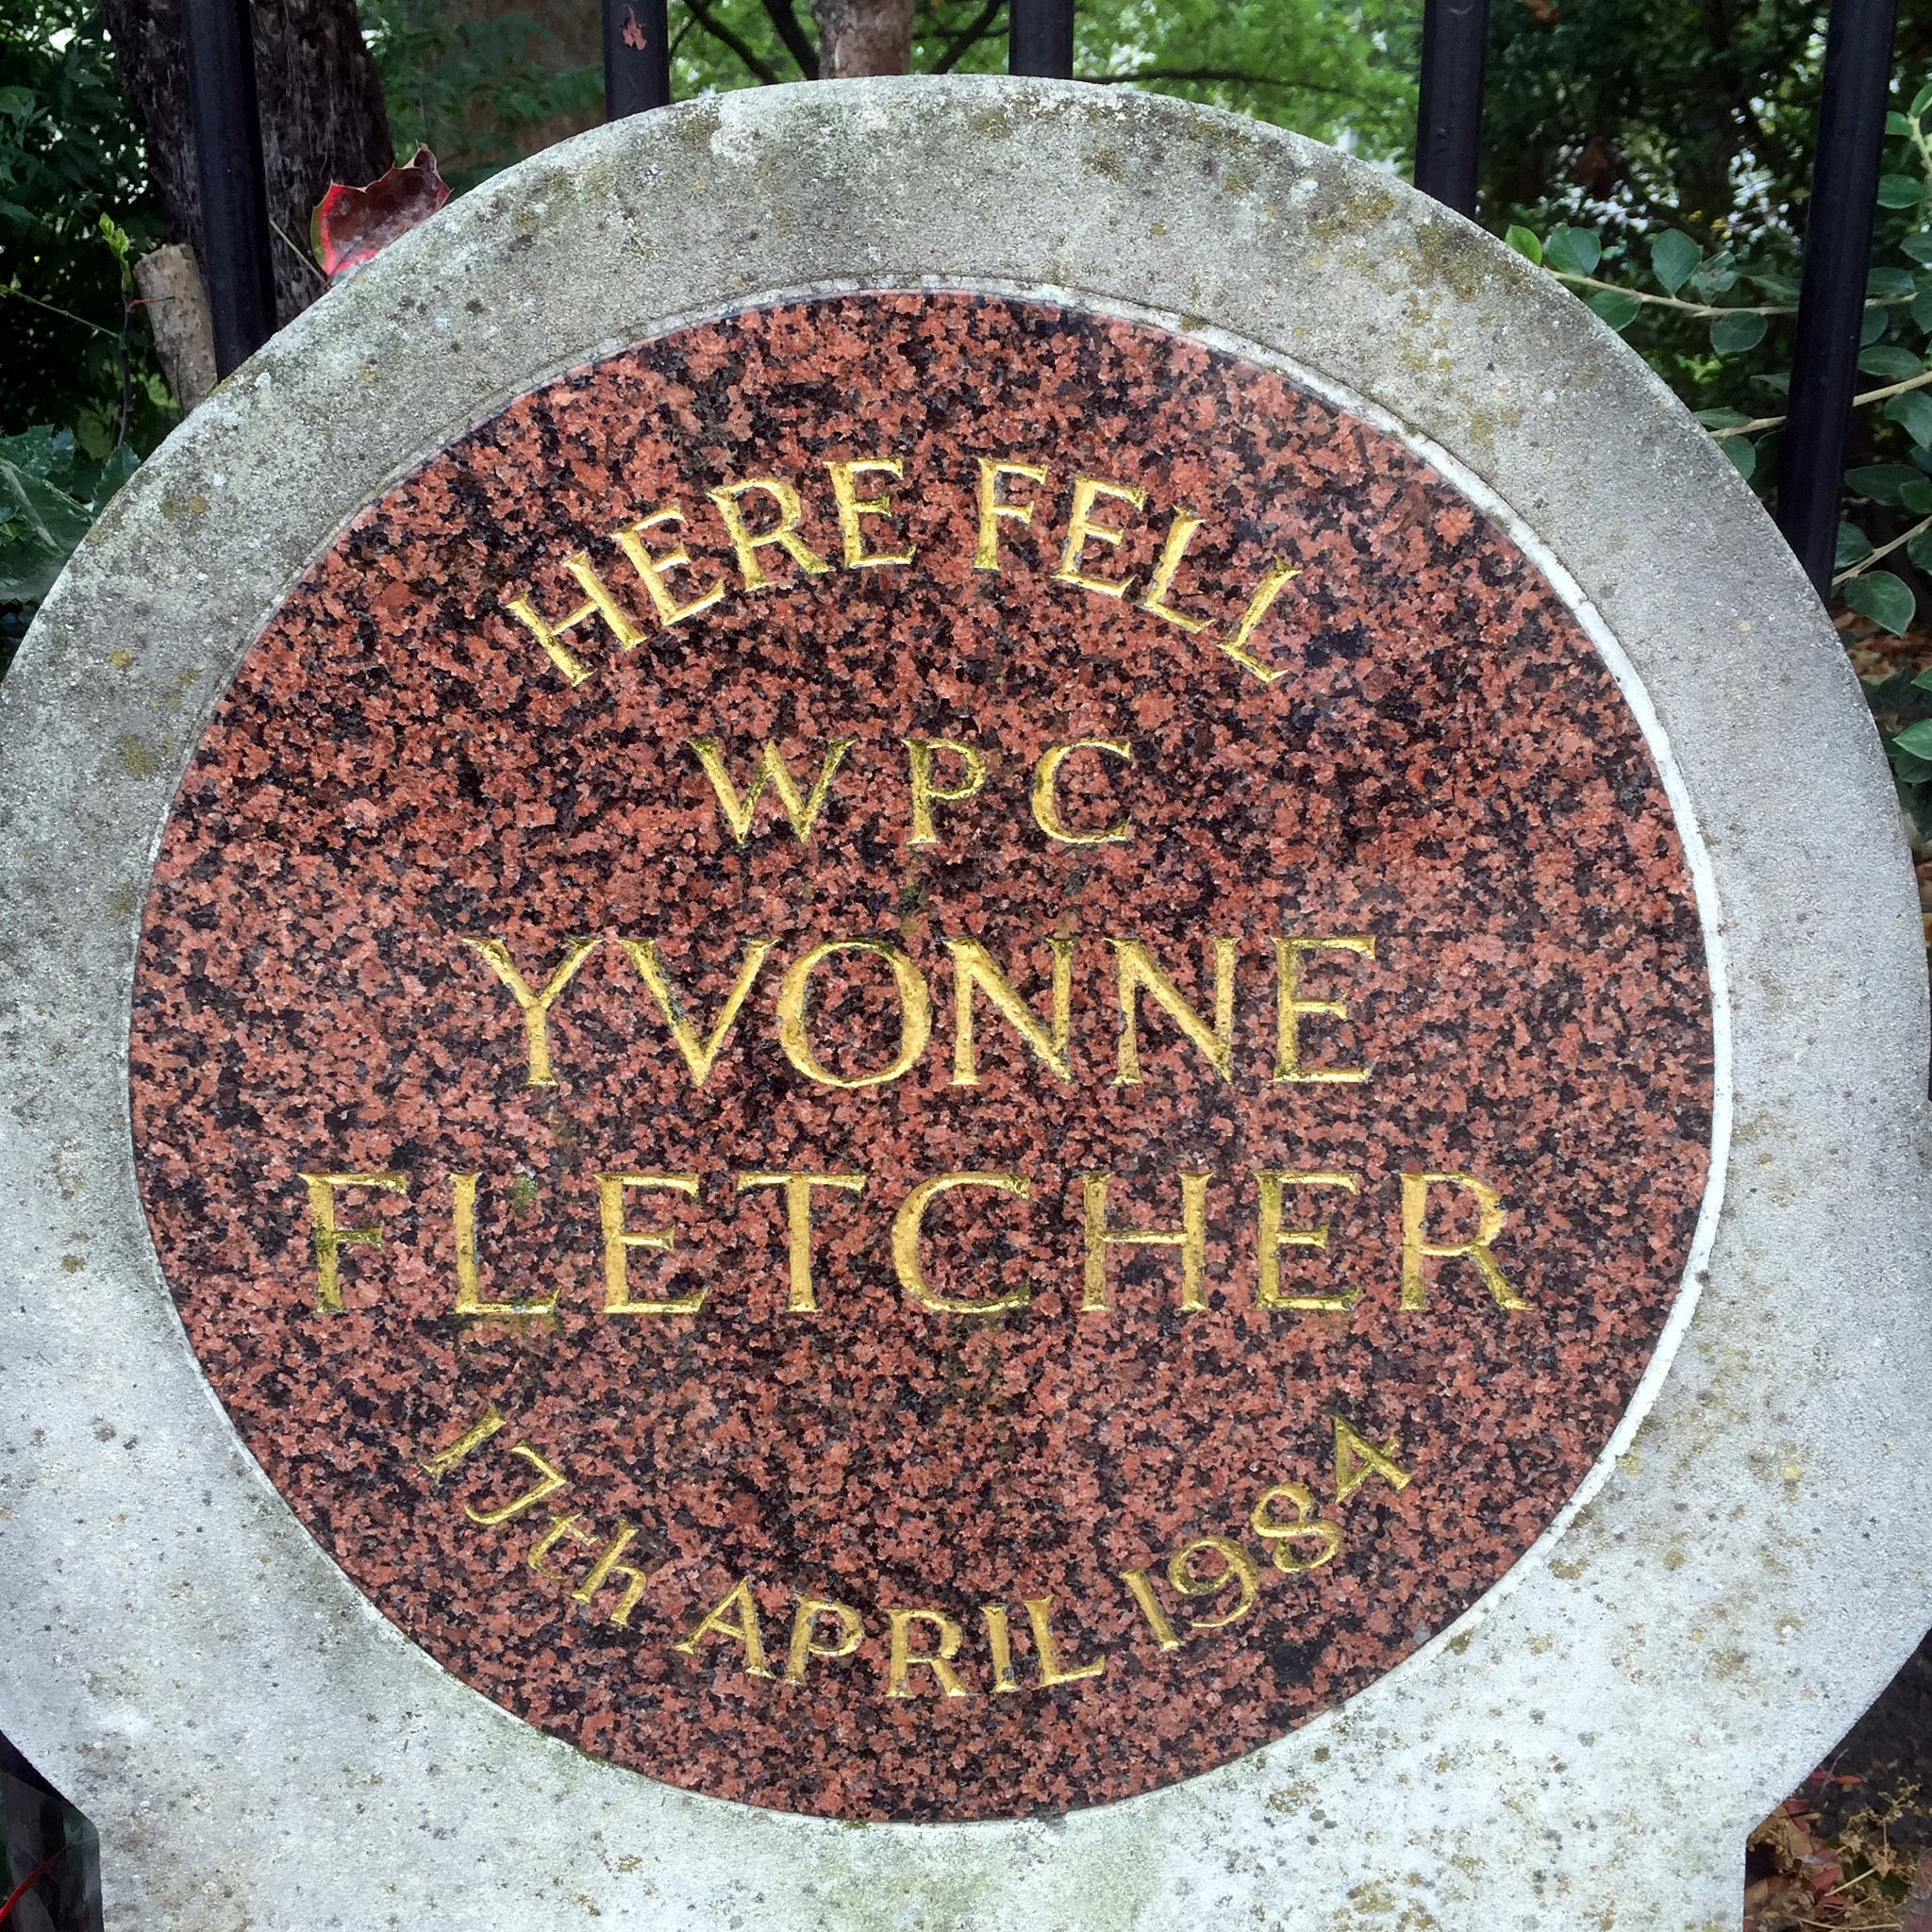 HERE FELL
WPC
YVONNE
FLETCHER
17th APRIL 1984